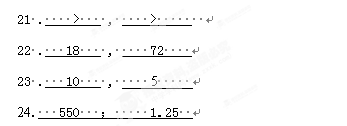 21 . > , >
22 . 18 , 72
23 . 10 , 5
24. 550 ； 1.25